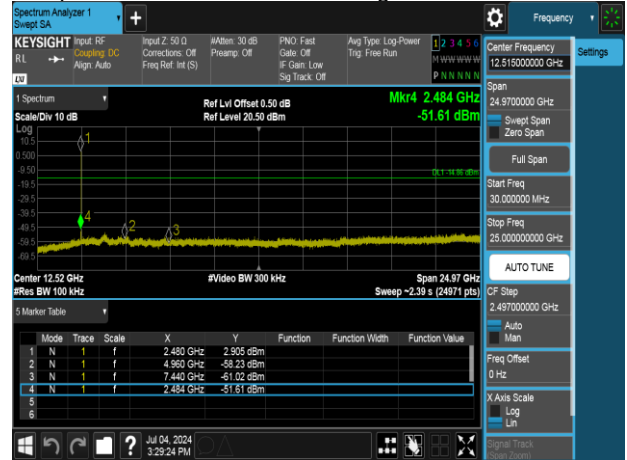 Spectrum Analyzer 1
Swept SA
+
Frequency
KEYSIGHT Input: RF Input Z: 50 Ω #Atten: 30 dB PNO: Fast Avg Type: Log-Power 1 2 3 4 5 6
RL Coupling: DC Corrections: Off Preamp: Off Gate: Off Trig: Free Run M W W W W W
Align: Auto Freq Ref: Int (S) IF Gain: Low
Sig Track: Off P N N N N N
LXI
1 Spectrum
Scale/Div 10 dB
Ref Lvl Offset 0.50 dB
Ref Level 20.50 dBm
Mkr4 2.484 GHz
-51.61 dBm
Log
10.5
0.500
-9.50
-19.5
-29.5
-39.5
-49.5
-59.5
-69.5
1
DL1 -14.86 dBm
4
2
3
Center 12.52 GHz #Video BW 300 kHz Span 24.97 GHz
#Res BW 100 kHz Sweep ~2.39 s (24971 pts)
5 Marker Table
Mode Trace Scale X Y Function Function Width Function Value
1 N 1 f 2.480 GHz 2.905 dBm
2 N 1 f 4.960 GHz -58.23 dBm
3 N 1 f 7.440 GHz -61.02 dBm
4 N 1 f 2.484 GHz -51.61 dBm
5
6
?
Jul 04, 2024
3:29:24 PM
Center Frequency
12.515000000 GHz
Settings
Span
24.9700000 GHz
Swept Span
Zero Span
Full Span
Start Freq
30.000000 MHz
Stop Freq
25.000000000 GHz
AUTO TUNE
CF Step
2.497000000 GHz
Auto
Man
Freq Offset
0 Hz
X Axis Scale
Log
Lin
Signal Track
(Span Zoom)